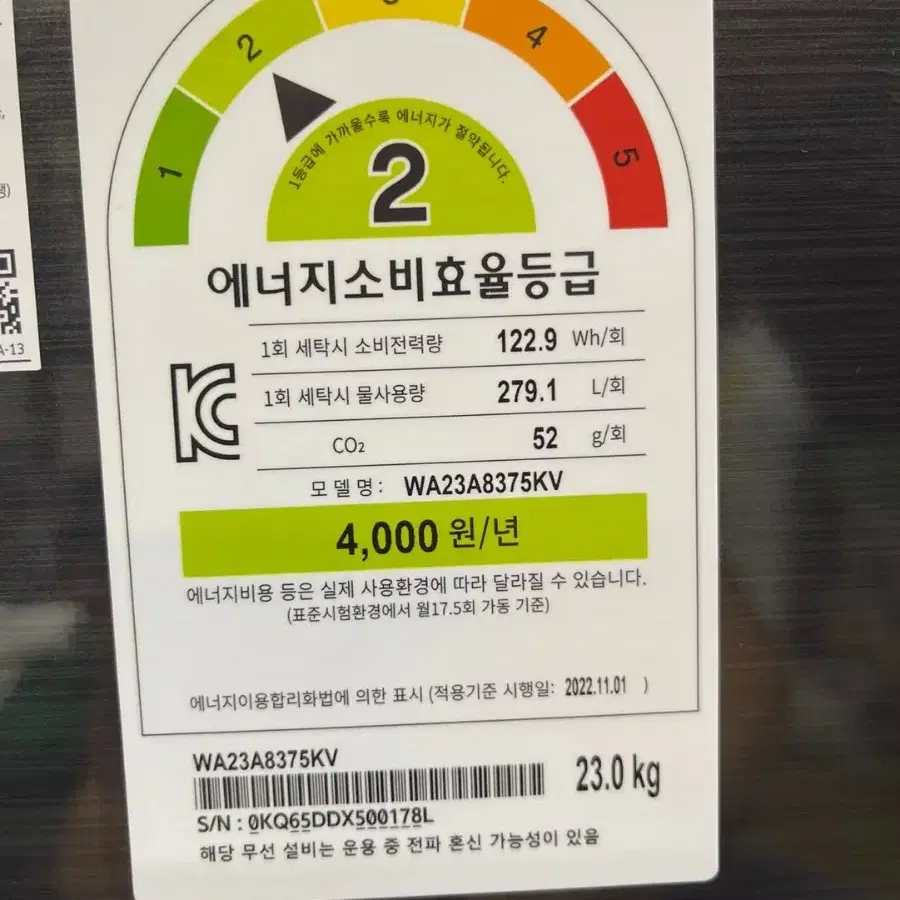 1
2
3
4
5
1등급에 가까울수록 에너지가 절약됩니다.
2
에너지소비효율등급
1회 세탁시 소비전력량 122.9 Wh/회
1회 세탁시 물사용량 279.1 L/회
CO₂ 52 g/회
모델명: WA23A8375KV
4,000 원/년
에너지비용 등은 실제 사용환경에 따라 달라질 수 있습니다.
(표준시험환경에서 월17.5회 가동 기준)
에너지이용합리화법에 의한 표시 (적용기준 시행일: 2022.11.01 )
WA23A8375KV
23.0 kg
S/N : 0KQ65DDX500178L
해당 무선 설비는 운용 중 전파 혼신 가능성이 있음
A-13